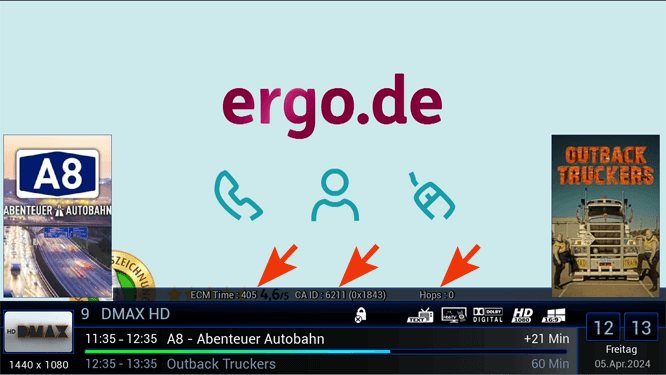 ergo.de
A8
ABENTEUER AUTOBAHN
OUTBACK
TRUCKERS
4,6/5
ECM Time : 405 CA ID : 6211 (0x1843) Hops : 0
9 DMAX HD
TEXT DOLBY DIGITAL HD 1080 16:9
12 13
HD DMAX
11:35 - 12:35 A8 - Abenteuer Autobahn +21 Min
Freitag
1440 x 1080 12:35 - 13:35 Outback Truckers 60 Min
05.Apr.2024